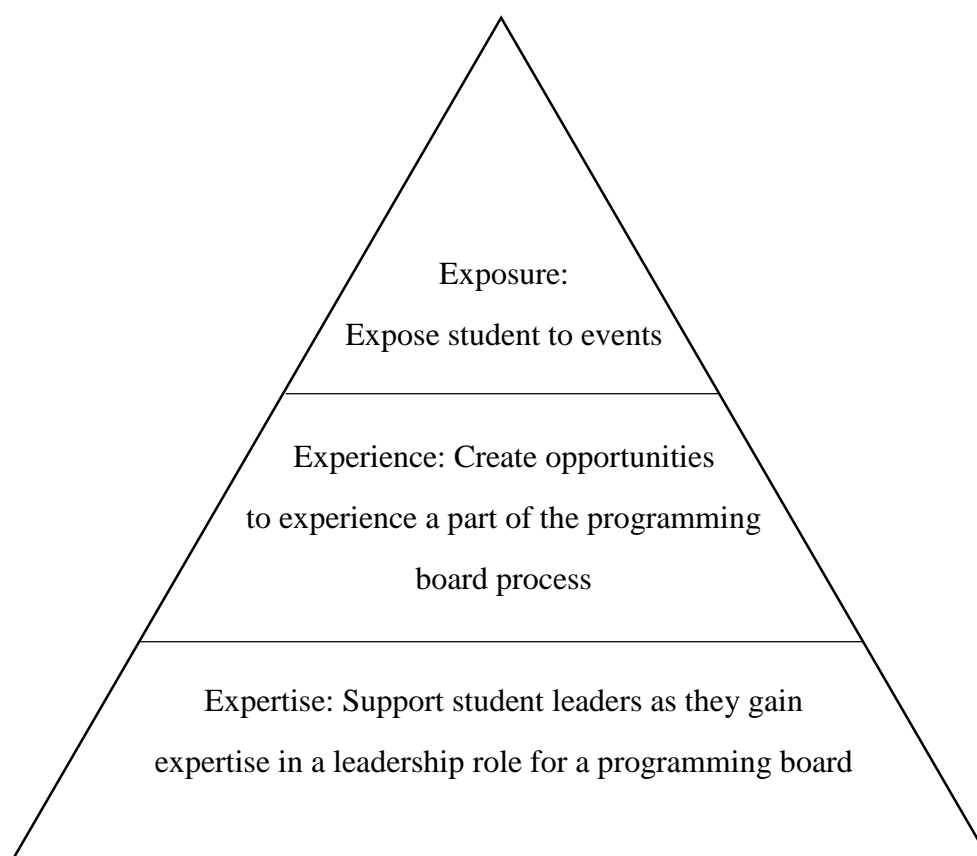 Exposure:
Expose student to events
Experience: Create opportunities
to experience a part of the programming
board process
Expertise: Support student leaders as they gain
expertise in a leadership role for a programming board